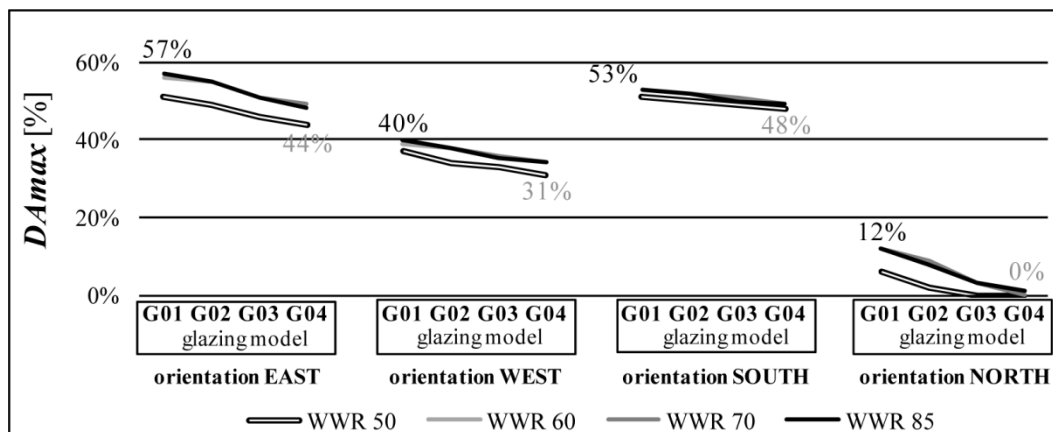 DAmax [%]
60%
40%
20%
0%
57%
44%
40%
31%
53%
48%
12%
0%
G01 G02 G03 G04
glazing model
orientation EAST
G01 G02 G03 G04
glazing model
orientation WEST
G01 G02 G03 G04
glazing model
orientation SOUTH
G01 G02 G03 G04
glazing model
orientation NORTH
WWR 50
WWR 60
WWR 70
WWR 85